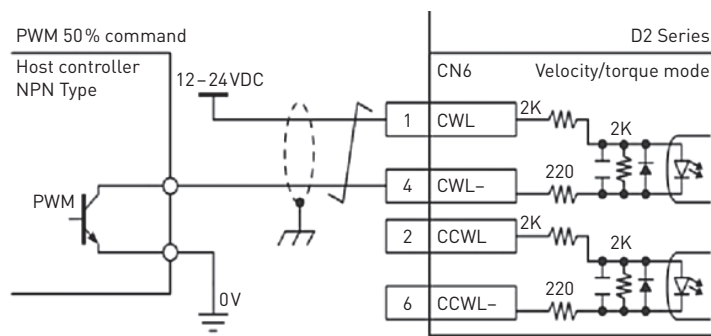 PWM 50% command
D2 Series
Host controller
NPN Type
12–24VDC
CN6
Velocity/torque mode
1
CWL
2K
2K
4
CWL–
220
PWM
2
CCWL
2K
2K
6
CCWL–
220
0V